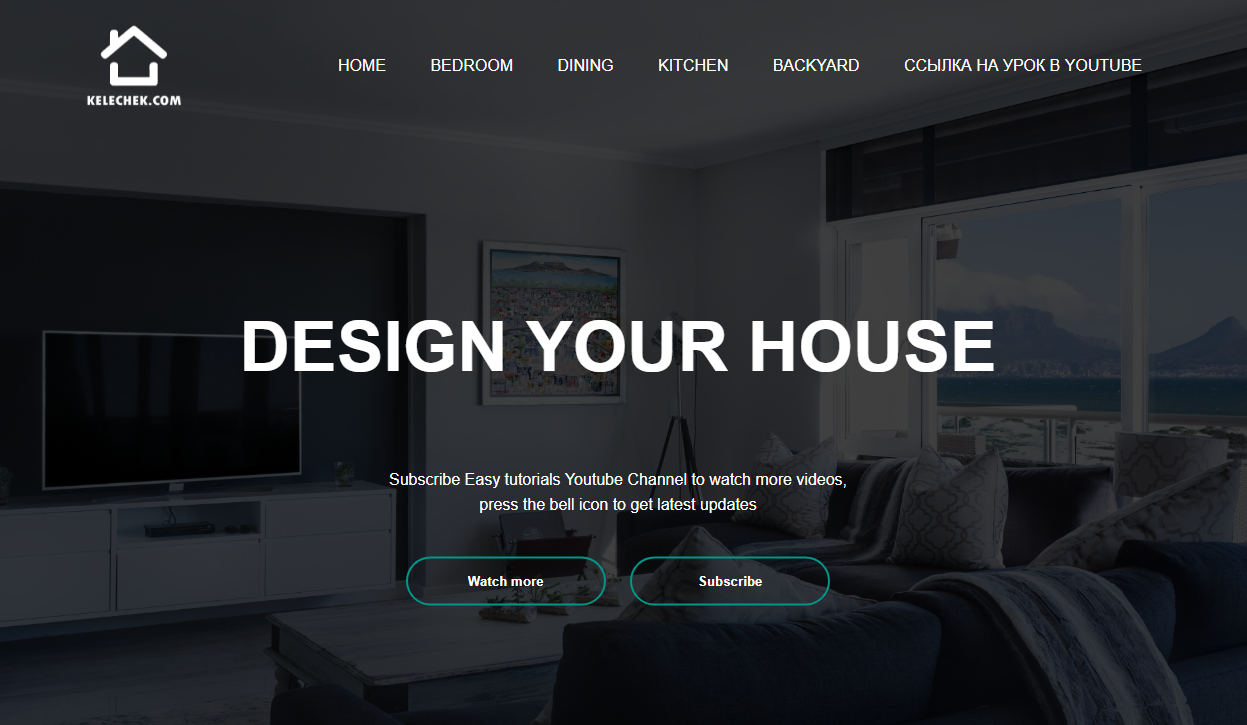 KELECHEK.COM
HOME BEDROOM DINING KITCHEN BACKYARD ССЫЛКА НА УРОК В YOUTUBE
DESIGN YOUR HOUSE
Subscribe Easy tutorials Youtube Channel to watch more videos,
press the bell icon to get latest updates
Watch more Subscribe